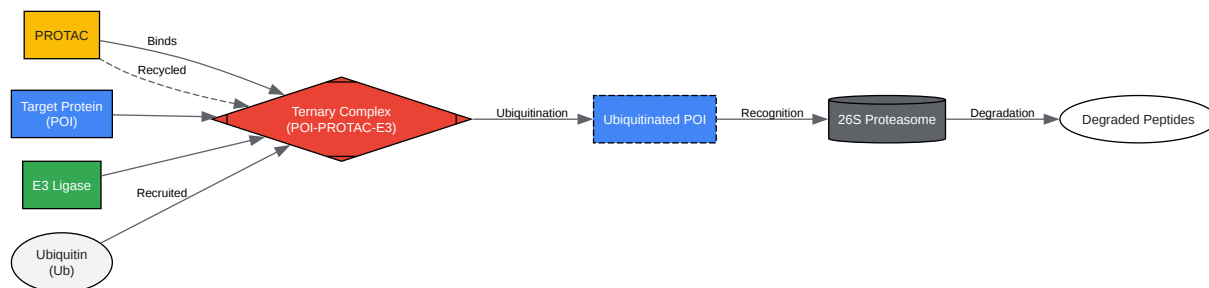 PROTAC
Binds
Recycled
Target Protein
(POI)
Ternary Complex
(POI-PROTAC-E3)
Ubiquitination
Ubiquitinated POI
Recognition
26S Proteasome
Degradation
Degraded Peptides
E3 Ligase
Recruited
Ubiquitin
(Ub)